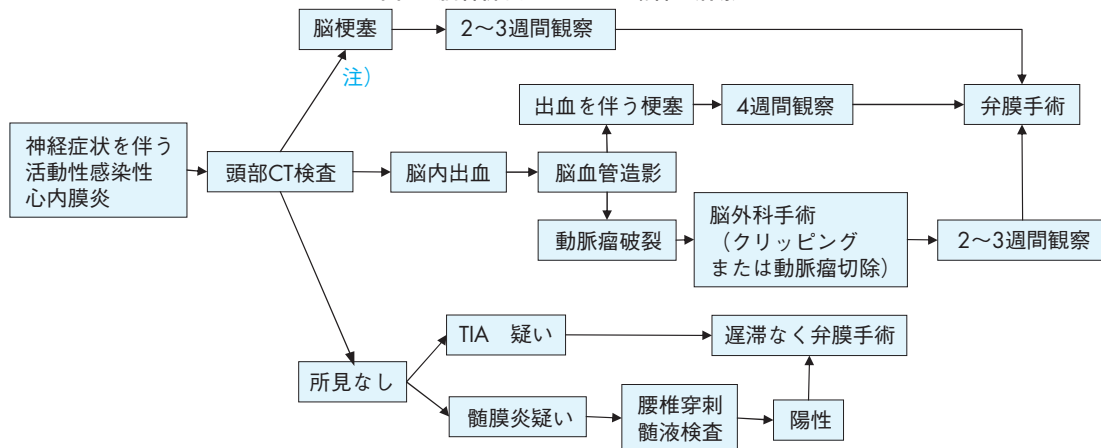 脳梗塞
2〜3週間観察
注）
出血を伴う梗塞
4週間観察
弁膜手術
神経症状を伴う
活動性感染性
心内膜炎
頭部CT検査
脳内出血
脳血管造影
動脈瘤破裂
脳外科手術
（クリッピング
または動脈瘤切除）
2〜3週間観察
TIA　疑い
遅滞なく弁膜手術
所見なし
髄膜炎疑い
腰椎穿刺
髄液検査
陽性